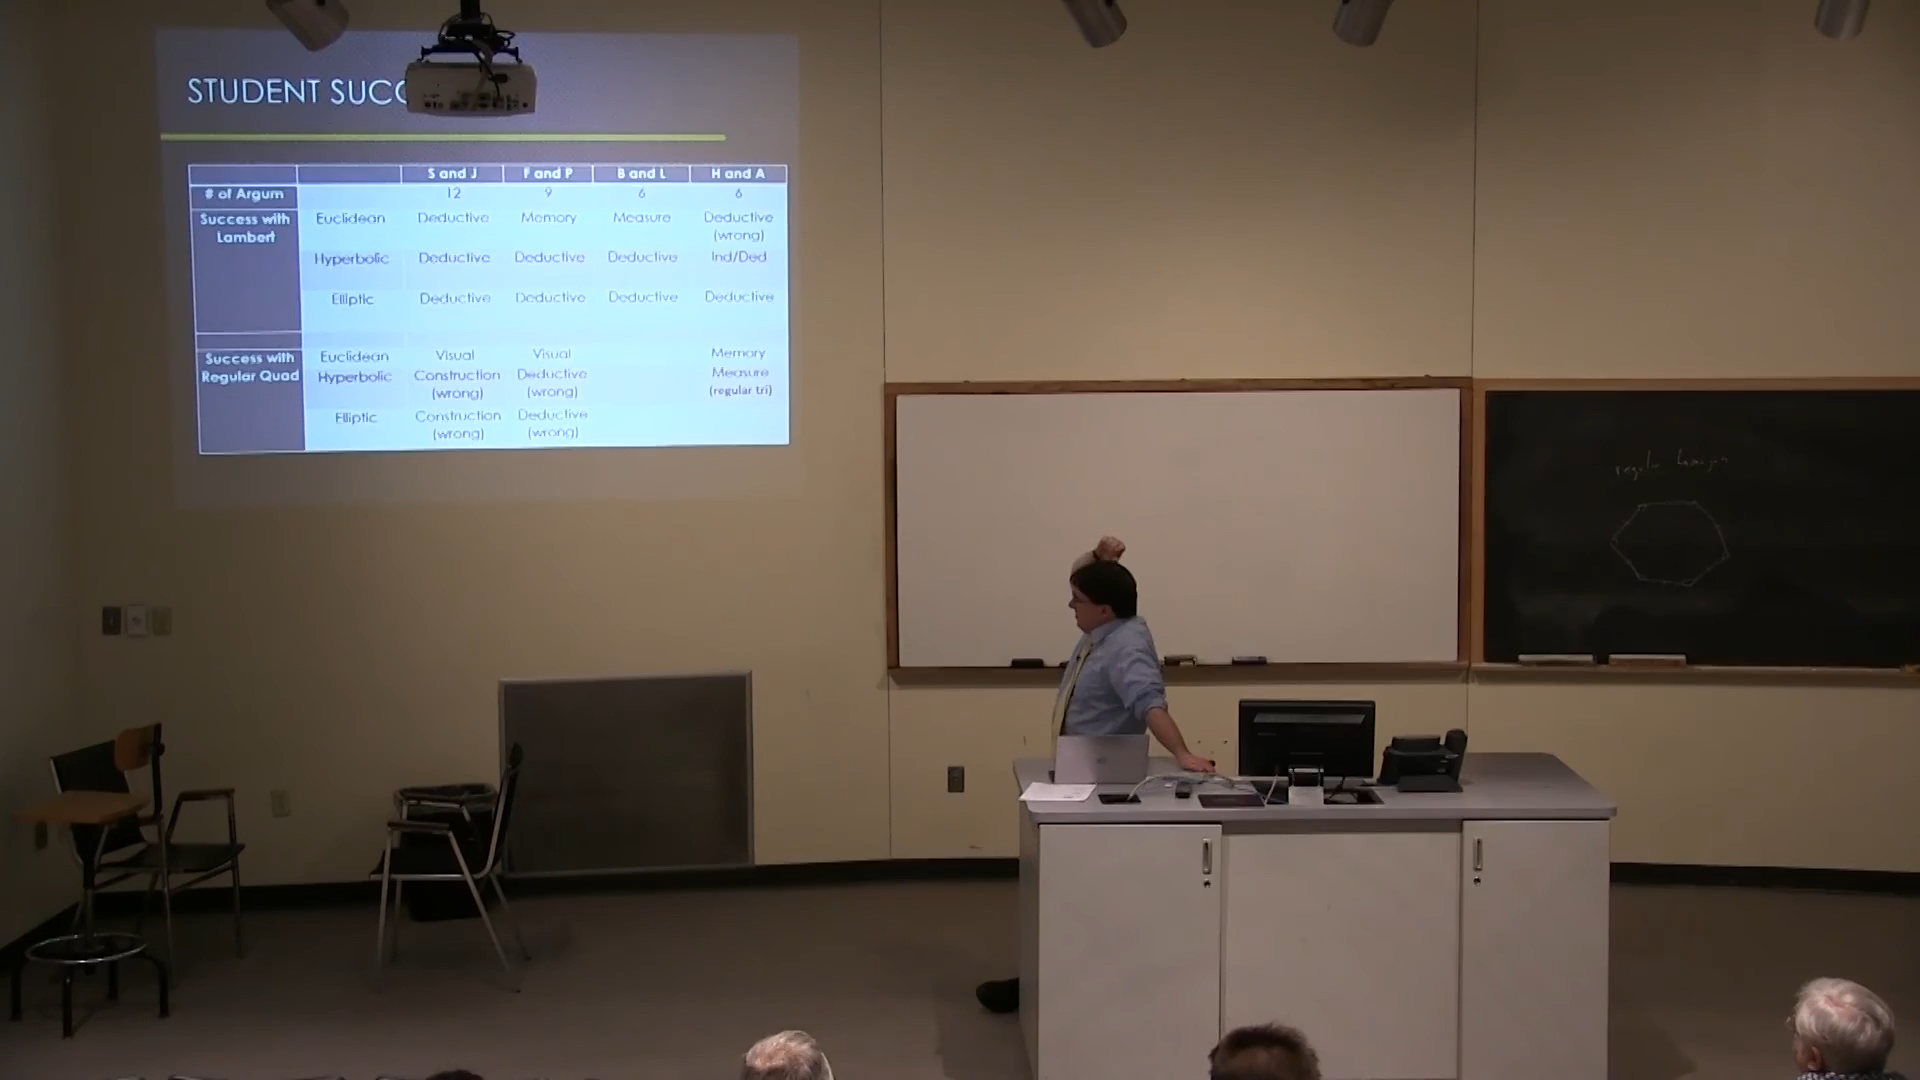 STUDENT SUCC
S and J F and P B and L H and A
# of Argum 12 9 6 6
Success with Lambert Euclidean Deductive Memory Measure Deductive (wrong)
Hyperbolic Deductive Deductive Deductive Ind/Ded
Elliptic Deductive Deductive Deductive Deductive
Success with Regular Quad Euclidean Visual Visual Memory
Hyperbolic Construction (wrong) Deductive (wrong) Measure (regular tri)
Elliptic Construction (wrong) Deductive (wrong)
regular